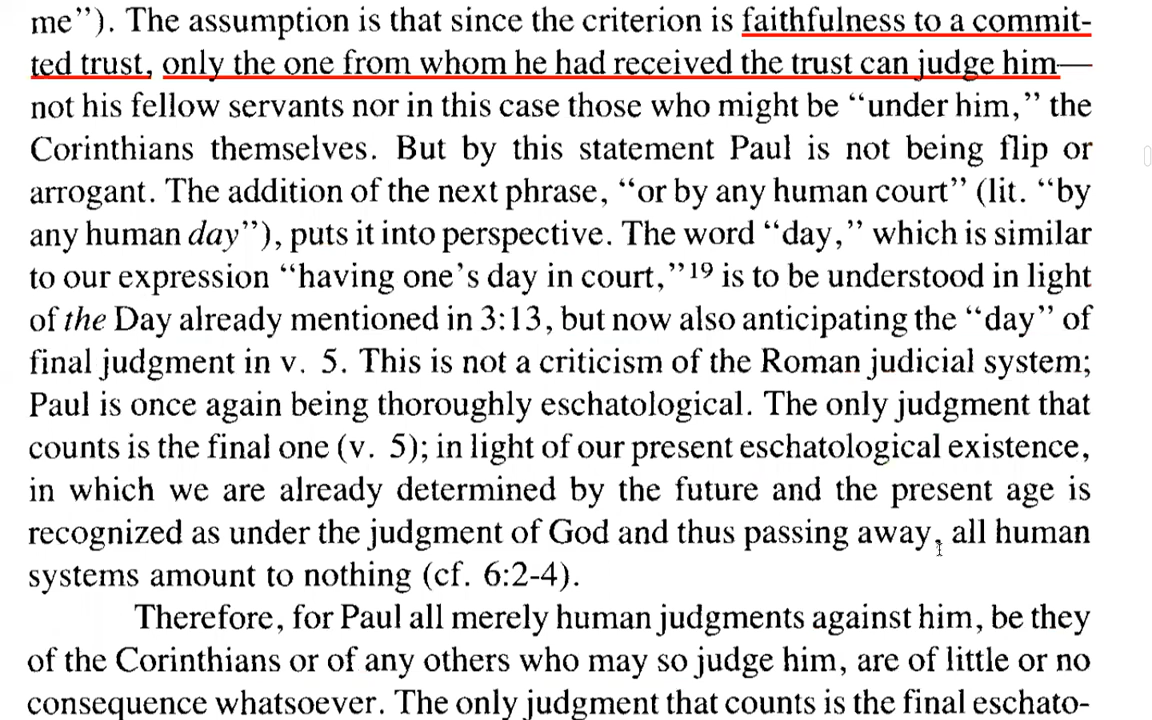 me”). The assumption is that since the criterion is faithfulness to a commit-
ted trust, only the one from whom he had received the trust can judge him—
not his fellow servants nor in this case those who might be “under him,” the
Corinthians themselves. But by this statement Paul is not being flip or
arrogant. The addition of the next phrase, “or by any human court” (lit. “by
any human day”), puts it into perspective. The word “day,” which is similar
to our expression “having one’s day in court,”19 is to be understood in light
of the Day already mentioned in 3:13, but now also anticipating the “day” of
final judgment in v. 5. This is not a criticism of the Roman judicial system;
Paul is once again being thoroughly eschatological. The only judgment that
counts is the final one (v. 5); in light of our present eschatological existence,
in which we are already determined by the future and the present age is
recognized as under the judgment of God and thus passing away, all human
systems amount to nothing (cf. 6:2-4).
Therefore, for Paul all merely human judgments against him, be they
of the Corinthians or of any others who may so judge him, are of little or no
consequence whatsoever. The only judgment that counts is the final eschato-